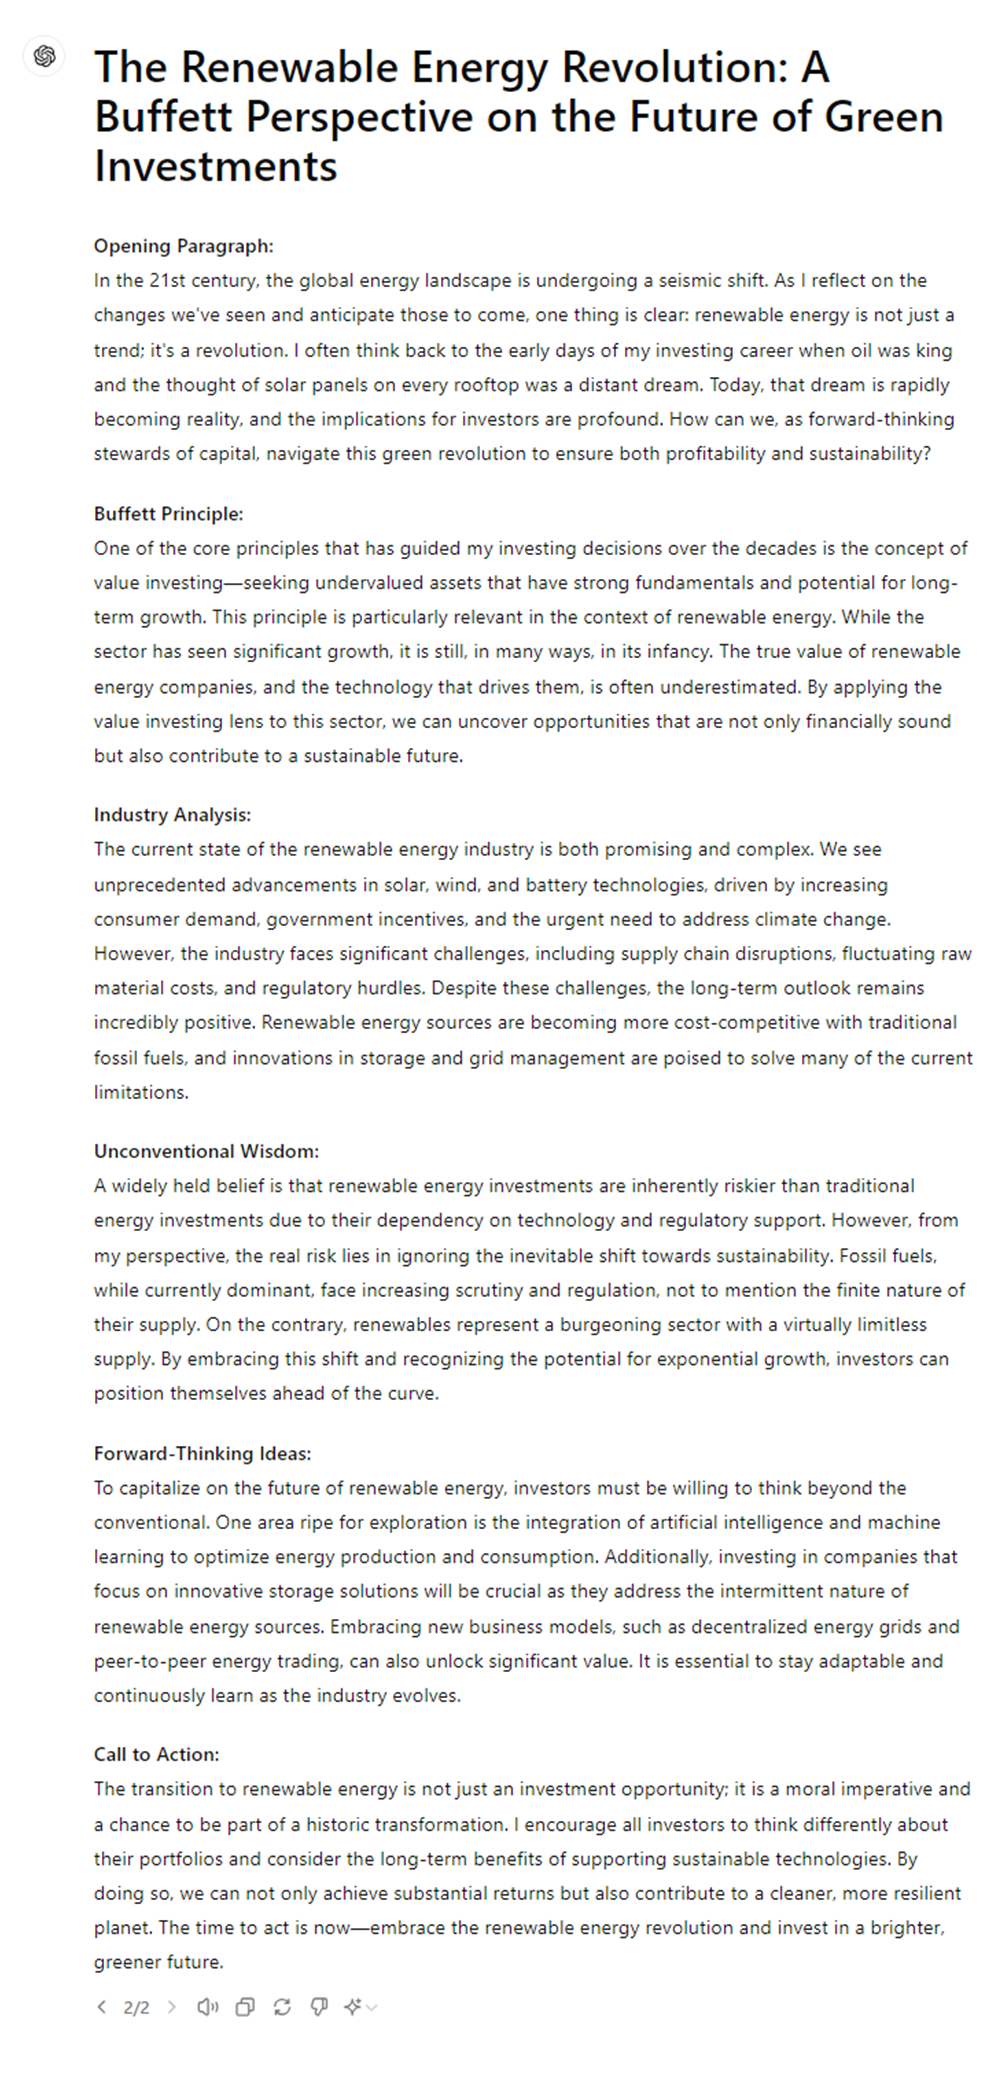 The Renewable Energy Revolution: A
Buffett Perspective on the Future of Green
Investments
Opening Paragraph:
In the 21st century, the global energy landscape is undergoing a seismic shift. As I reflect on the
changes we've seen and anticipate those to come, one thing is clear: renewable energy is not just a
trend; it's a revolution. I often think back to the early days of my investing career when oil was king
and the thought of solar panels on every rooftop was a distant dream. Today, that dream is rapidly
becoming reality, and the implications for investors are profound. How can we, as forward-thinking
stewards of capital, navigate this green revolution to ensure both profitability and sustainability?
Buffett Principle:
One of the core principles that has guided my investing decisions over the decades is the concept of
value investing—seeking undervalued assets that have strong fundamentals and potential for long-
term growth. This principle is particularly relevant in the context of renewable energy. While the
sector has seen significant growth, it is still, in many ways, in its infancy. The true value of renewable
energy companies, and the technology that drives them, is often underestimated. By applying the
value investing lens to this sector, we can uncover opportunities that are not only financially sound
but also contribute to a sustainable future.
Industry Analysis:
The current state of the renewable energy industry is both promising and complex. We see
unprecedented advancements in solar, wind, and battery technologies, driven by increasing
consumer demand, government incentives, and the urgent need to address climate change.
However, the industry faces significant challenges, including supply chain disruptions, fluctuating raw
material costs, and regulatory hurdles. Despite these challenges, the long-term outlook remains
incredibly positive. Renewable energy sources are becoming more cost-competitive with traditional
fossil fuels, and innovations in storage and grid management are poised to solve many of the current
limitations.
Unconventional Wisdom:
A widely held belief is that renewable energy investments are inherently riskier than traditional
energy investments due to their dependency on technology and regulatory support. However, from
my perspective, the real risk lies in ignoring the inevitable shift towards sustainability. Fossil fuels,
while currently dominant, face increasing scrutiny and regulation, not to mention the finite nature of
their supply. On the contrary, renewables represent a burgeoning sector with a virtually limitless
supply. By embracing this shift and recognizing the potential for exponential growth, investors can
position themselves ahead of the curve.
Forward-Thinking Ideas:
To capitalize on the future of renewable energy, investors must be willing to think beyond the
conventional. One area ripe for exploration is the integration of artificial intelligence and machine
learning to optimize energy production and consumption. Additionally, investing in companies that
focus on innovative storage solutions will be crucial as they address the intermittent nature of
renewable energy sources. Embracing new business models, such as decentralized energy grids and
peer-to-peer energy trading, can also unlock significant value. It is essential to stay adaptable and
continuously learn as the industry evolves.
Call to Action:
The transition to renewable energy is not just an investment opportunity; it is a moral imperative and
a chance to be part of a historic transformation. I encourage all investors to think differently about
their portfolios and consider the long-term benefits of supporting sustainable technologies. By
doing so, we can not only achieve substantial returns but also contribute to a cleaner, more resilient
planet. The time to act is now—embrace the renewable energy revolution and invest in a brighter,
greener future.
2/2